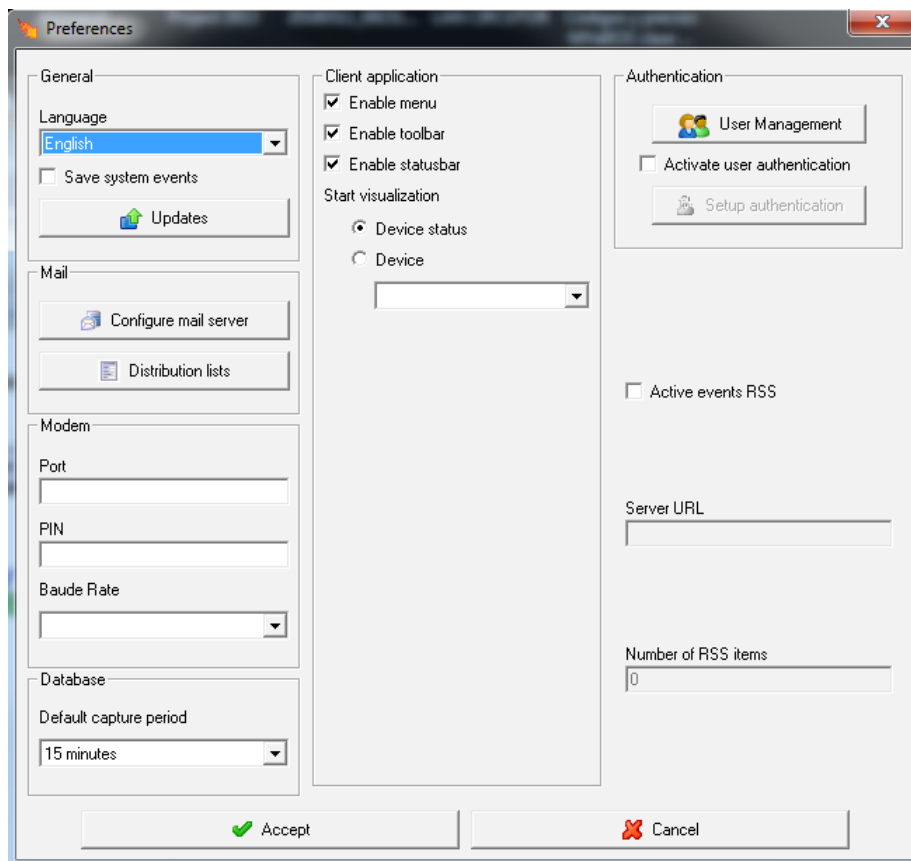 Preferences
General
Language
English
Save system events
Updates
Mail
Configure mail server
Distribution lists
Modem
Port
PIN
Baude Rate
Database
Default capture period
15 minutes
Client application
Enable menu
Enable toolbar
Enable statusbar
Start visualization
Device status
Device
Authentication
User Management
Activate user authentication
Setup authentication
Active events RSS
Server URL
Number of RSS items
0
Accept
Cancel